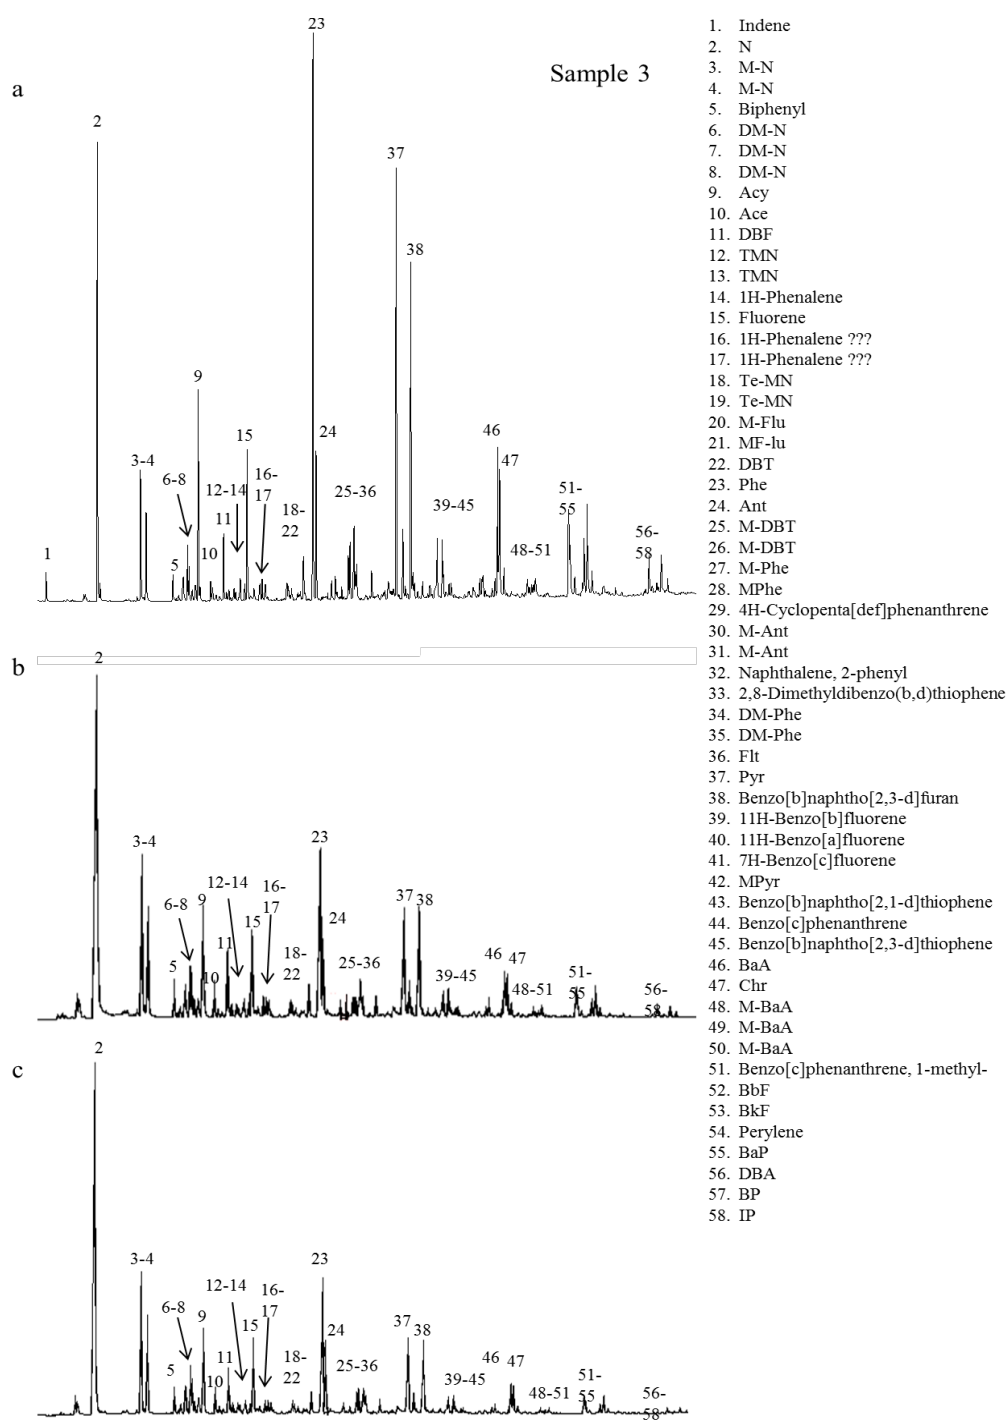 Sample 3
a
23
2
37
38
9
3-4
15
24
46
47
6-8
12-14
16-
17
11
18-
22
25-36
39-45
51-
55
1
5
10
48-51
56-
58
b
2
3-4
23
12-14
16-
17
6-8
9
37
38
15
24
11
46
47
18-
22
5
10
25-36
39-45
51-
55
48-51
56-
58
c
2
3-4
23
12-14
16-
17
6-8
9
15
24
37
38
11
18-
22
5
10
25-36
46
47
39-45
51-
55
48-51
56-
58
1. Indene
2. N
3. M-N
4. M-N
5. Biphenyl
6. DM-N
7. DM-N
8. DM-N
9. Acy
10. Ace
11. DBF
12. TMN
13. TMN
14. 1H-Phenalene
15. Fluorene
16. 1H-Phenalene ???
17. 1H-Phenalene ???
18. Te-MN
19. Te-MN
20. M-Flu
21. MF-lu
22. DBT
23. Phe
24. Ant
25. M-DBT
26. M-DBT
27. M-Phe
28. MPhe
29. 4H-Cyclopenta[def]phenanthrene
30. M-Ant
31. M-Ant
32. Naphthalene, 2-phenyl
33. 2,8-Dimethyldibenzo(b,d)thiophene
34. DM-Phe
35. DM-Phe
36. Flt
37. Pyr
38. Benzo[b]naphtho[2,3-d]furan
39. 11H-Benzo[b]fluorene
40. 11H-Benzo[a]fluorene
41. 7H-Benzo[c]fluorene
42. MPyr
43. Benzo[b]naphtho[2,1-d]thiophene
44. Benzo[c]phenanthrene
45. Benzo[b]naphtho[2,3-d]thiophene
46. BaA
47. Chr
48. M-BaA
49. M-BaA
50. M-BaA
51. Benzo[c]phenanthrene, 1-methyl-
52. BbF
53. BkF
54. Perylene
55. BaP
56. DBA
57. BP
58. IP